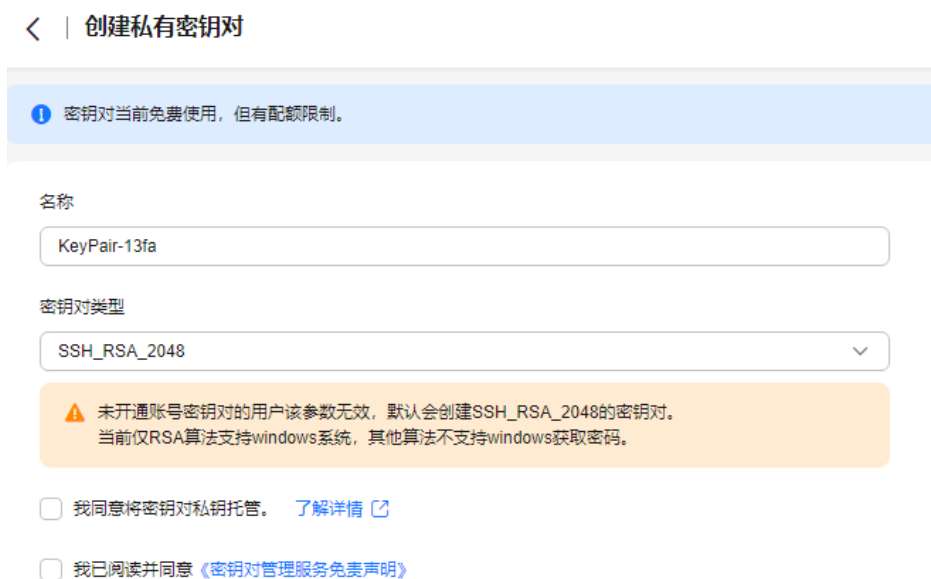 创建私有密钥对
密钥对当前免费使用，但有配额限制。
名称
KeyPair-13fa
密钥对类型
SSH_RSA_2048
未开通账号密钥对的用户该参数无效，默认会创建SSH_RSA_2048的密钥对。
当前仅RSA算法支持windows系统，其他算法不支持windows获取密码。
我同意将密钥对私钥托管。 了解详情
我已阅读并同意《密钥对管理服务免责声明》